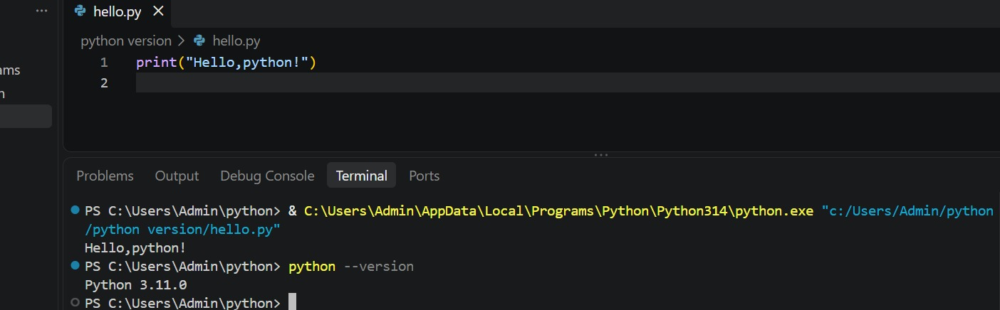 hello.py
python version > hello.py
1 print("Hello,python!")
2
Problems Output Debug Console Terminal Ports
PS C:\Users\Admin\python> & C:\Users\Admin\AppData\Local\Programs\Python\Python314\python.exe "c:/Users/Admin/python
/python version/hello.py"
Hello,python!
PS C:\Users\Admin\python> python --version
Python 3.11.0
PS C:\Users\Admin\python>